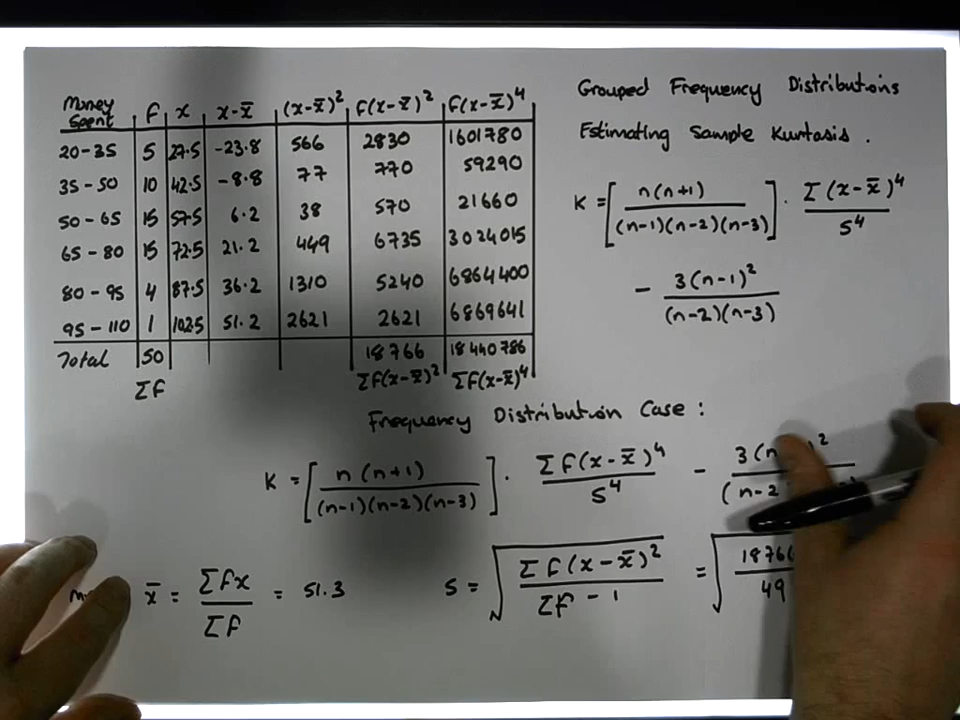 Grouped Frequency Distributions
Estimating Sample Kurtasis.
K = [n(n+1) / (n-1)(n-2)(n-3)] · Σ(x-x̄)⁴ / S⁴
- 3(n-1)² / (n-2)(n-3)
Money Spent | F | x | x-x̄ | (x-x̄)² | F(x-x̄)² | F(x-x̄)⁴
20-35 | 5 | 27.5 | -23.8 | 566 | 2830 | 1601780
35-50 | 10 | 42.5 | -8.8 | 77 | 770 | 59290
50-65 | 15 | 57.5 | 6.2 | 38 | 570 | 21660
65-80 | 15 | 72.5 | 21.2 | 449 | 6735 | 3024015
80-95 | 4 | 87.5 | 36.2 | 1310 | 5240 | 6864400
95-110 | 1 | 102.5 | 51.2 | 2621 | 2621 | 6869641
Total | 50 | 18766 | 18440786
ΣF | ΣF(x-x̄)² | ΣF(x-x̄)⁴
Frequency Distribution Case:
K = [n(n+1) / (n-1)(n-2)(n-3)] · ΣF(x-x̄)⁴ / S⁴ -
x̄ = ΣFx / ΣF = 51.3
S = √(ΣF(x-x̄)² / ΣF-1) = √(18766 / 49)